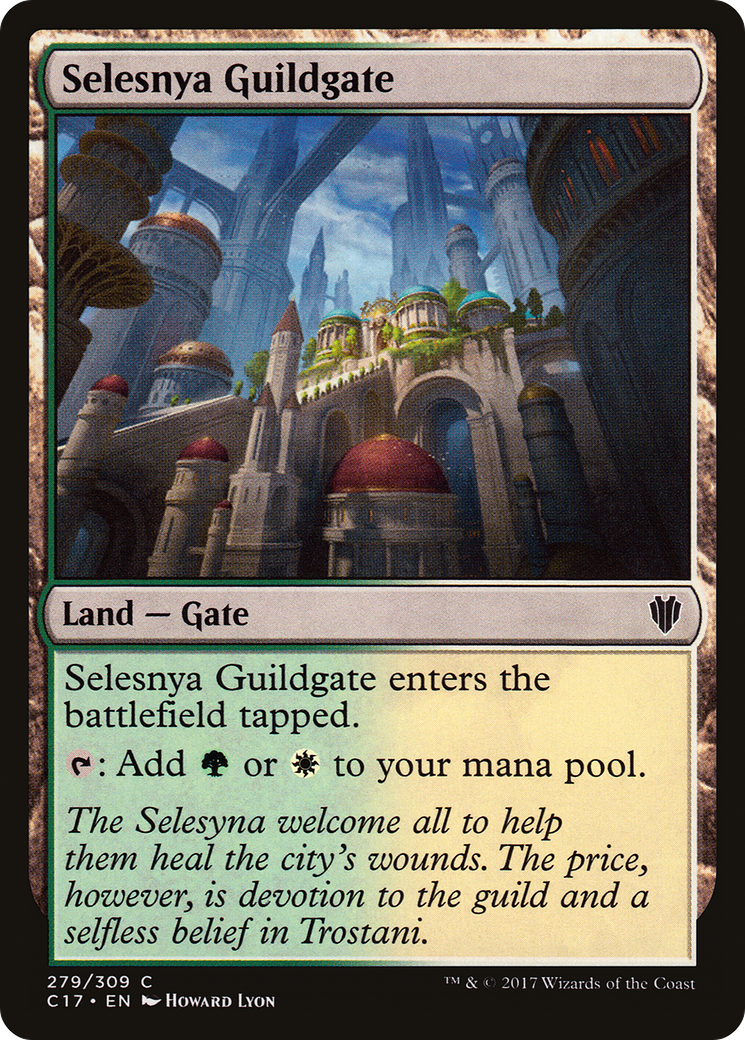 Selesnya Guildgate
Land — Gate
Selesnya Guildgate enters the
battlefield tapped.
: Add or to your mana pool.
The Selesyna welcome all to help
them heal the city's wounds. The price,
however, is devotion to the guild and a
selfless belief in Trostani.
279/309 C
™ & © 2017 Wizards of the Coast
C17 • EN Howard Lyon